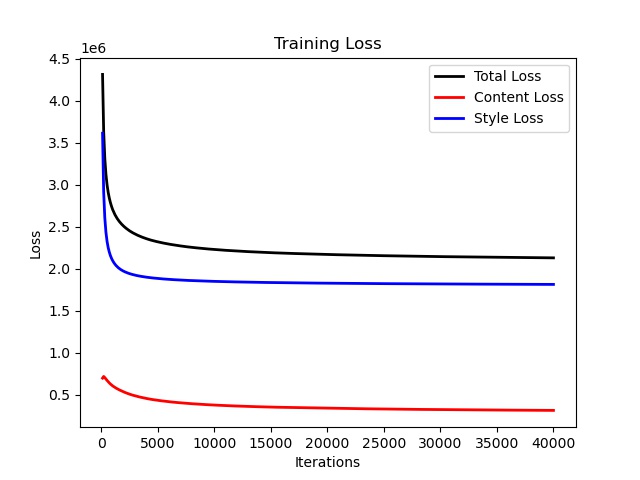 Training Loss
1e6
4.5
4.0
3.5
3.0
2.5
2.0
1.5
1.0
0.5
Loss
Total Loss
Content Loss
Style Loss
0 5000 10000 15000 20000 25000 30000 35000 40000
Iterations